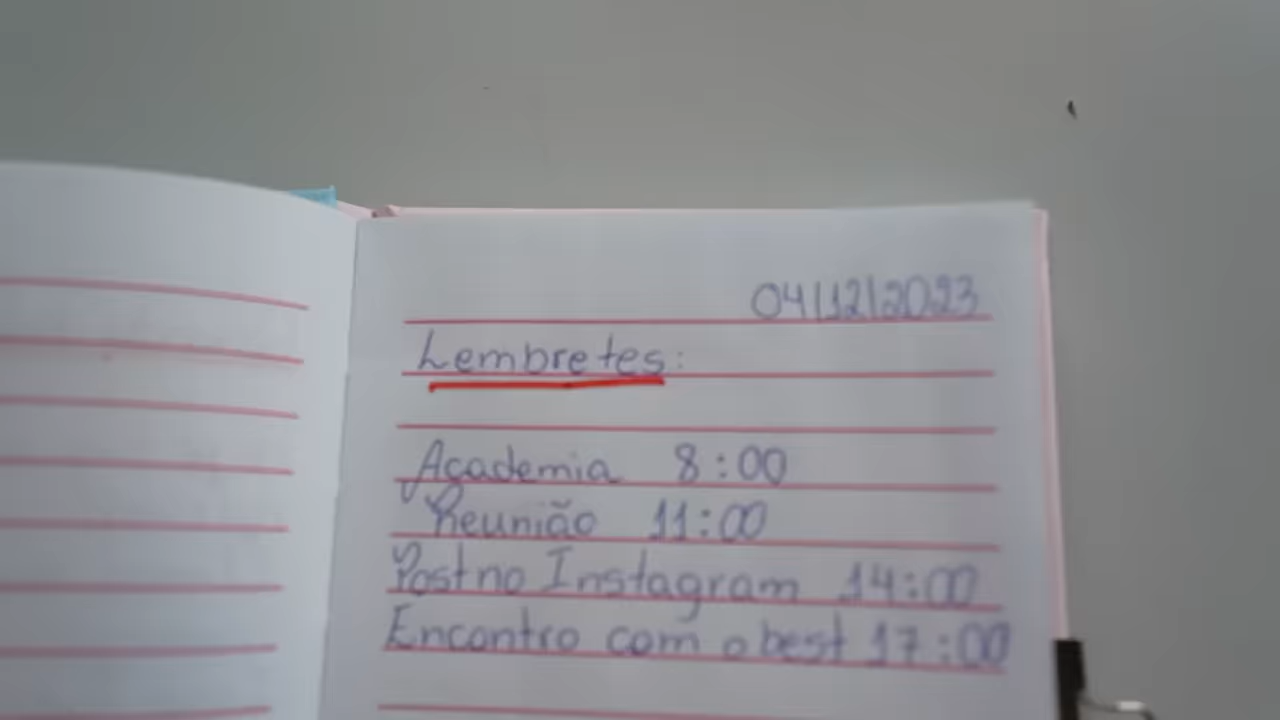 04/12/2023
Lembretes:
Academia 8:00
Reunião 11:00
Post no Instagram 14:00
Encontro com o best 17:00